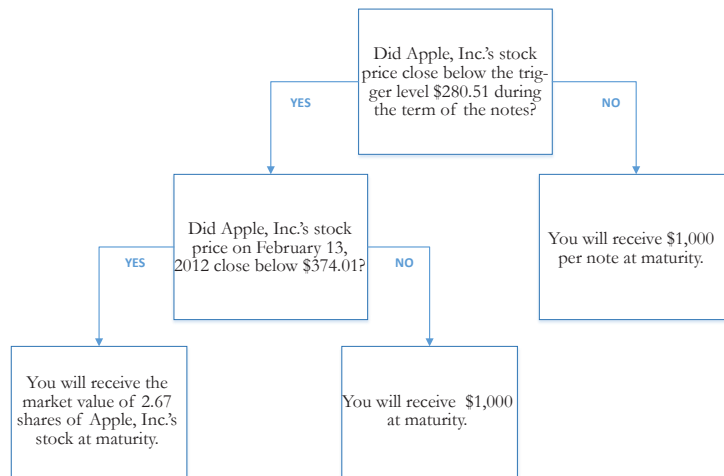 Did Apple, Inc.'s stock
price close below the trig-
ger level $280.51 during
the term of the notes?
YES
NO
Did Apple, Inc.'s stock
price on February 13,
2012 close below $374.01?
You will receive $1,000
per note at maturity.
YES
NO
You will receive the
market value of 2.67
shares of Apple, Inc.'s
stock at maturity.
You will receive $1,000
at maturity.